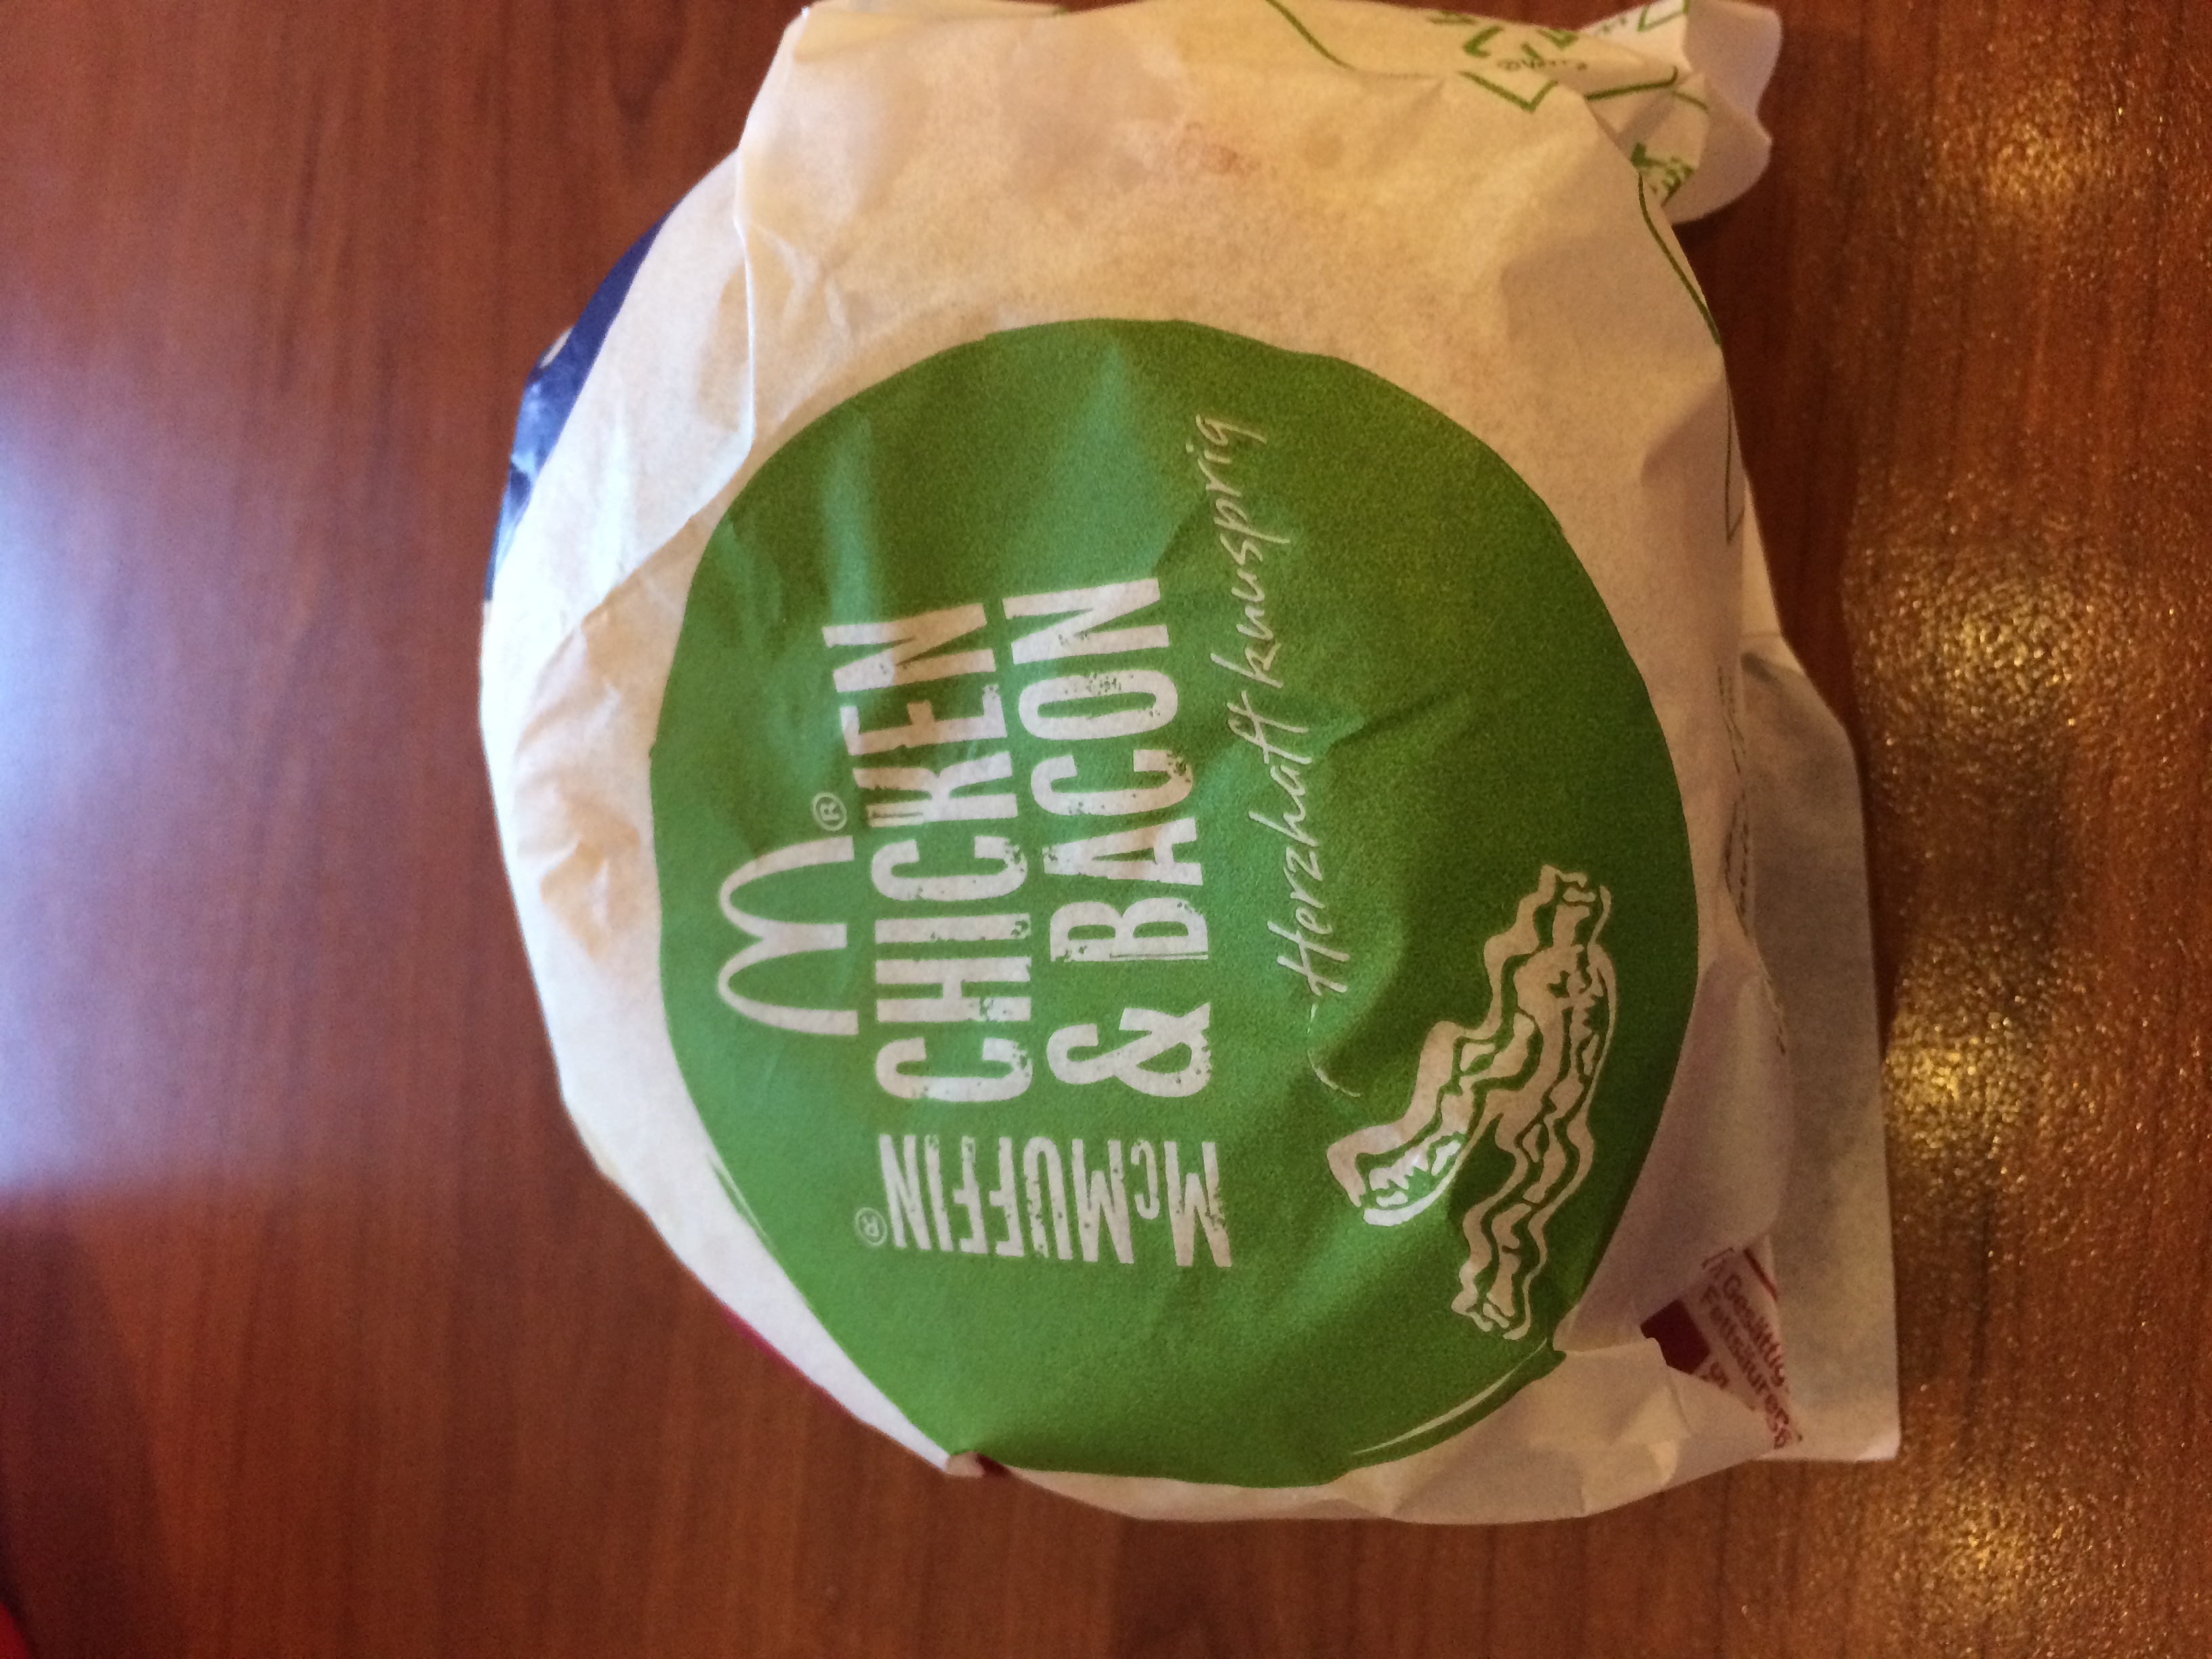 M®
McMUFFIN®
CHICKEN
& BACON
Herzhaft knusprig